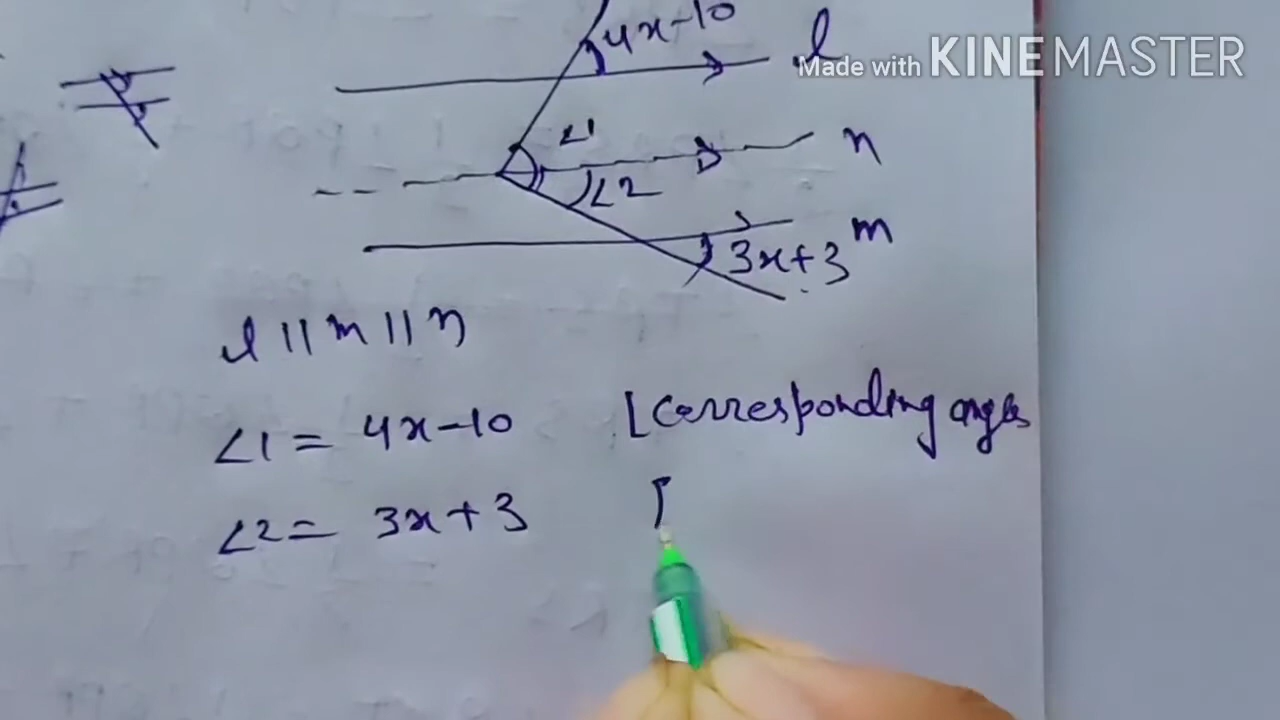 4x-10
l
Made with KINEMASTER
∠1
n
∠2
m
3x+3
l || m || n
∠1 = 4x-10 [Corresponding angles
∠2 = 3x+3 [